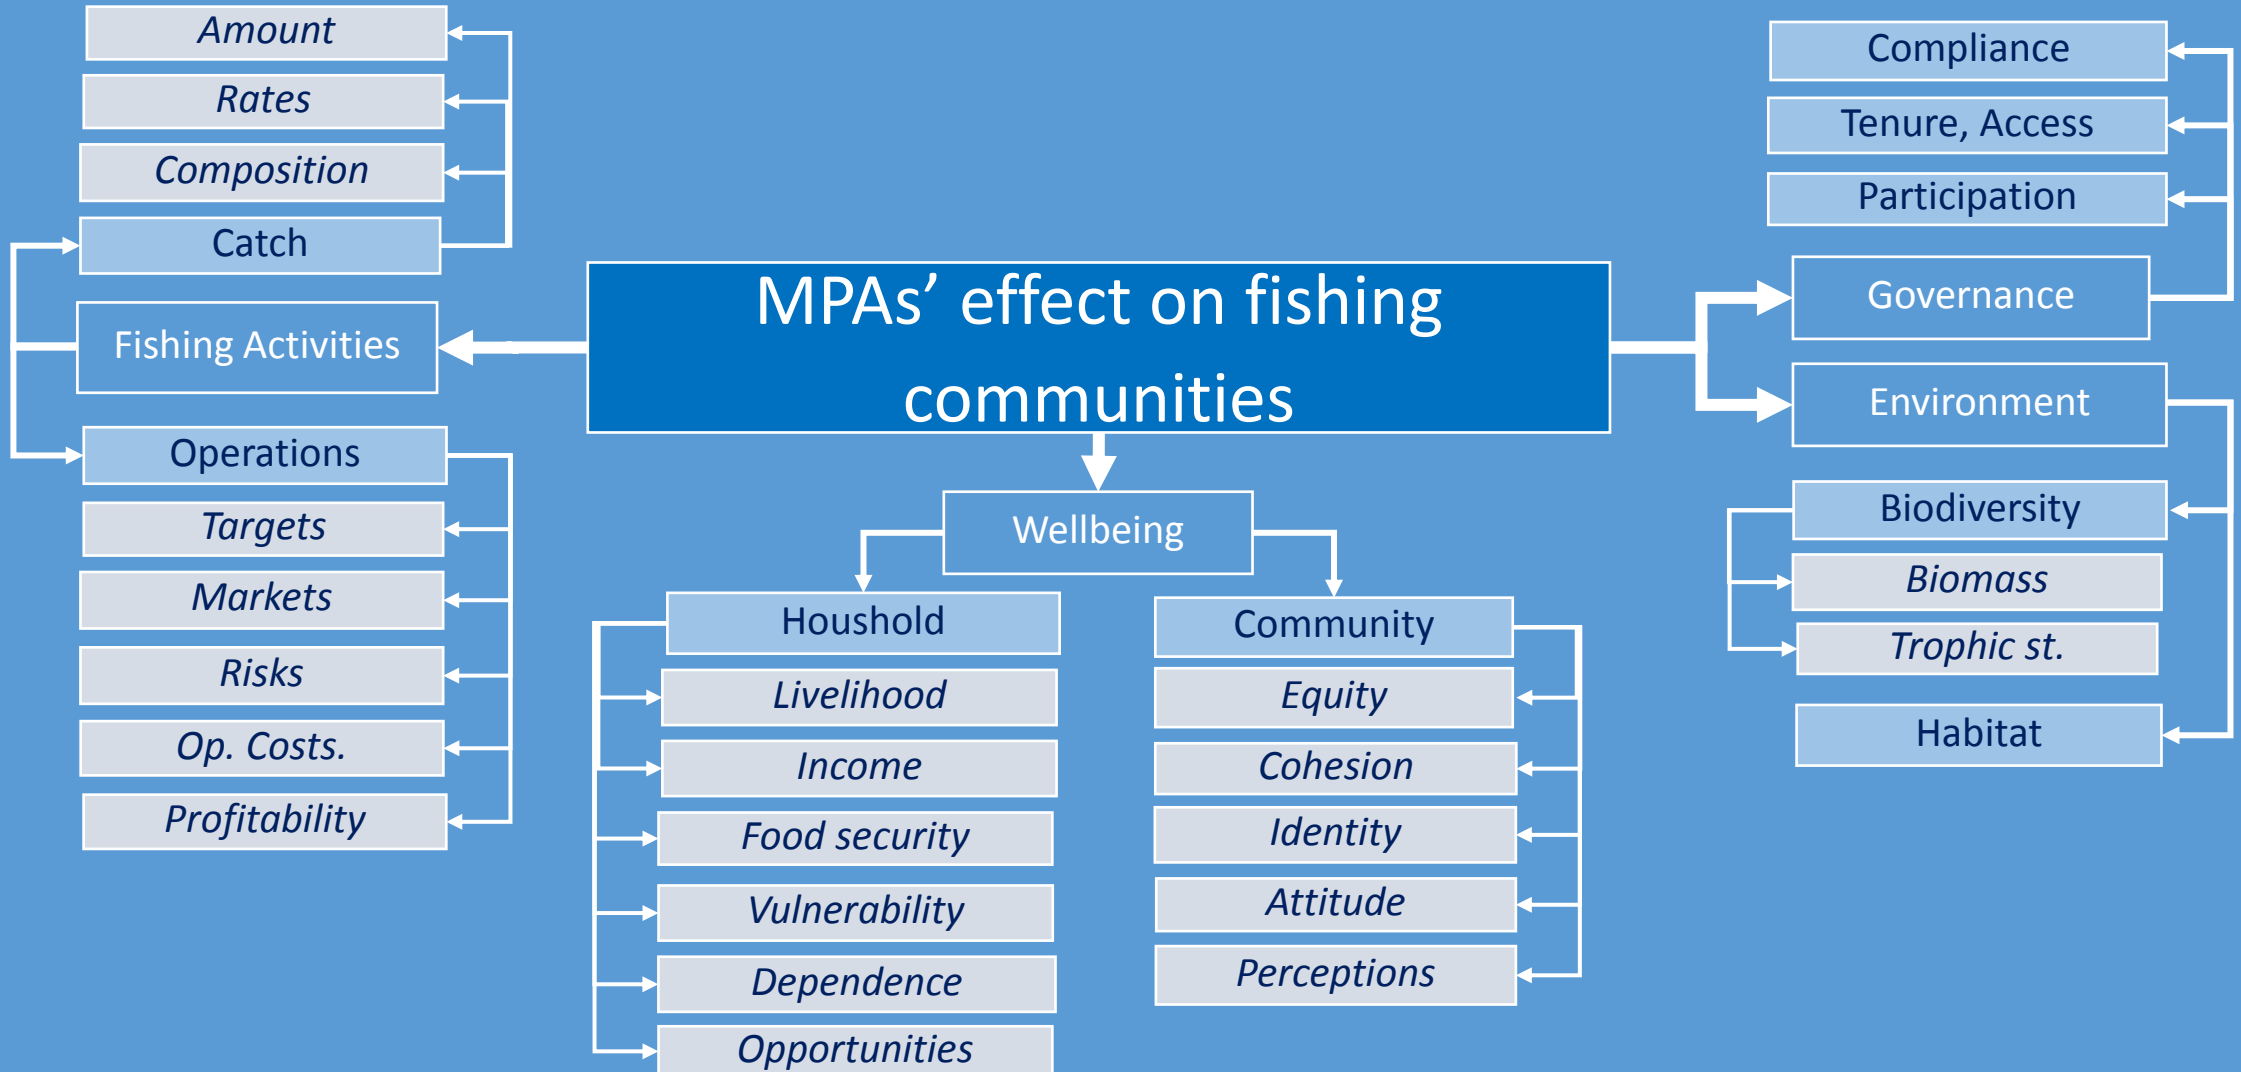 MPAs’ effect on fishing
communities
Amount
Rates
Composition
Catch
Fishing Activities
Operations
Targets
Markets
Risks
Op. Costs.
Profitability
Wellbeing
Houshold
Livelihood
Income
Food security
Vulnerability
Dependence
Opportunities
Community
Equity
Cohesion
Identity
Attitude
Perceptions
Compliance
Tenure, Access
Participation
Governance
Environment
Biodiversity
Biomass
Trophic st.
Habitat